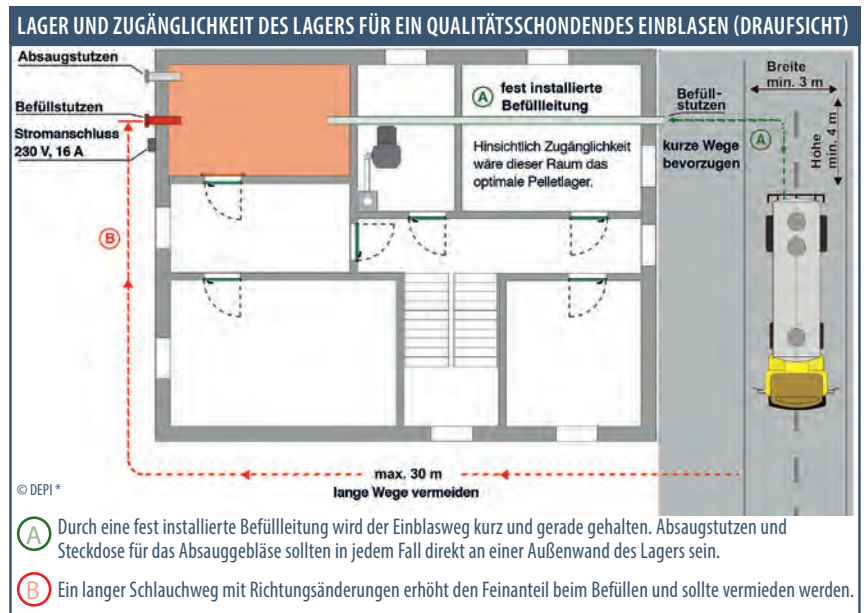 LAGER UND ZUGÄNGLICHKEIT DES LAGERS FÜR EIN QUALITÄTSSCHONDENDES EINBLASEN (DRAUFSICHT)
Absaugstutzen
Befüllstutzen
Stromanschluss
230 V, 16 A
A
fest installierte
Befüllleitung
Hinsichtlich Zugänglichkeit
wäre dieser Raum das
optimale Pelletlager.
Befüll-
stutzen
kurze Wege
bevorzugen
Breite
min. 3 m
A
Höhe
min. 4 m
B
max. 30 m
lange Wege vermeiden
© DEPI *
A Durch eine fest installierte Befüllleitung wird der Einblasweg kurz und gerade gehalten. Absaugstutzen und
Steckdose für das Absauggebläse sollten in jedem Fall direkt an einer Außenwand des Lagers sein.
B Ein langer Schlauchweg mit Richtungsänderungen erhöht den Feinanteil beim Befüllen und sollte vermieden werden.